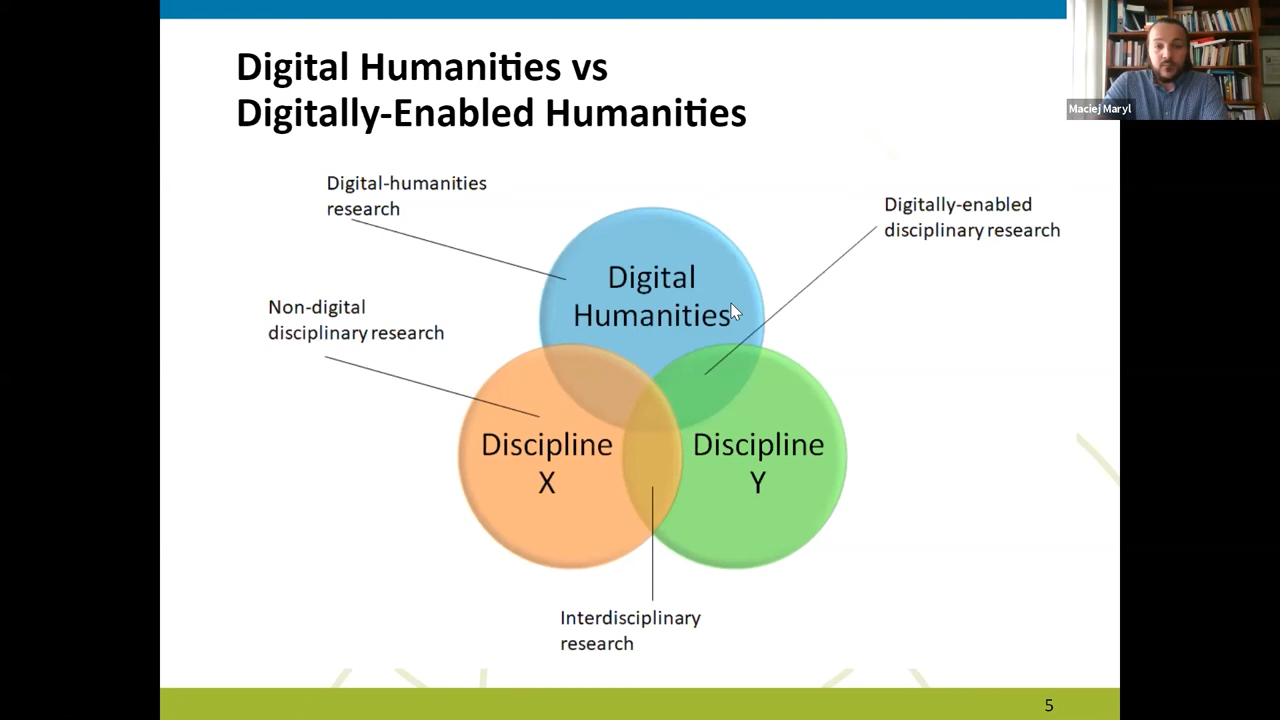 Digital Humanities vs
Digitally-Enabled Humanities
Maciej Maryl
Digital-humanities
research
Digitally-enabled
disciplinary research
Digital
Humanities
Non-digital
disciplinary research
Discipline
X
Discipline
Y
Interdisciplinary
research
5